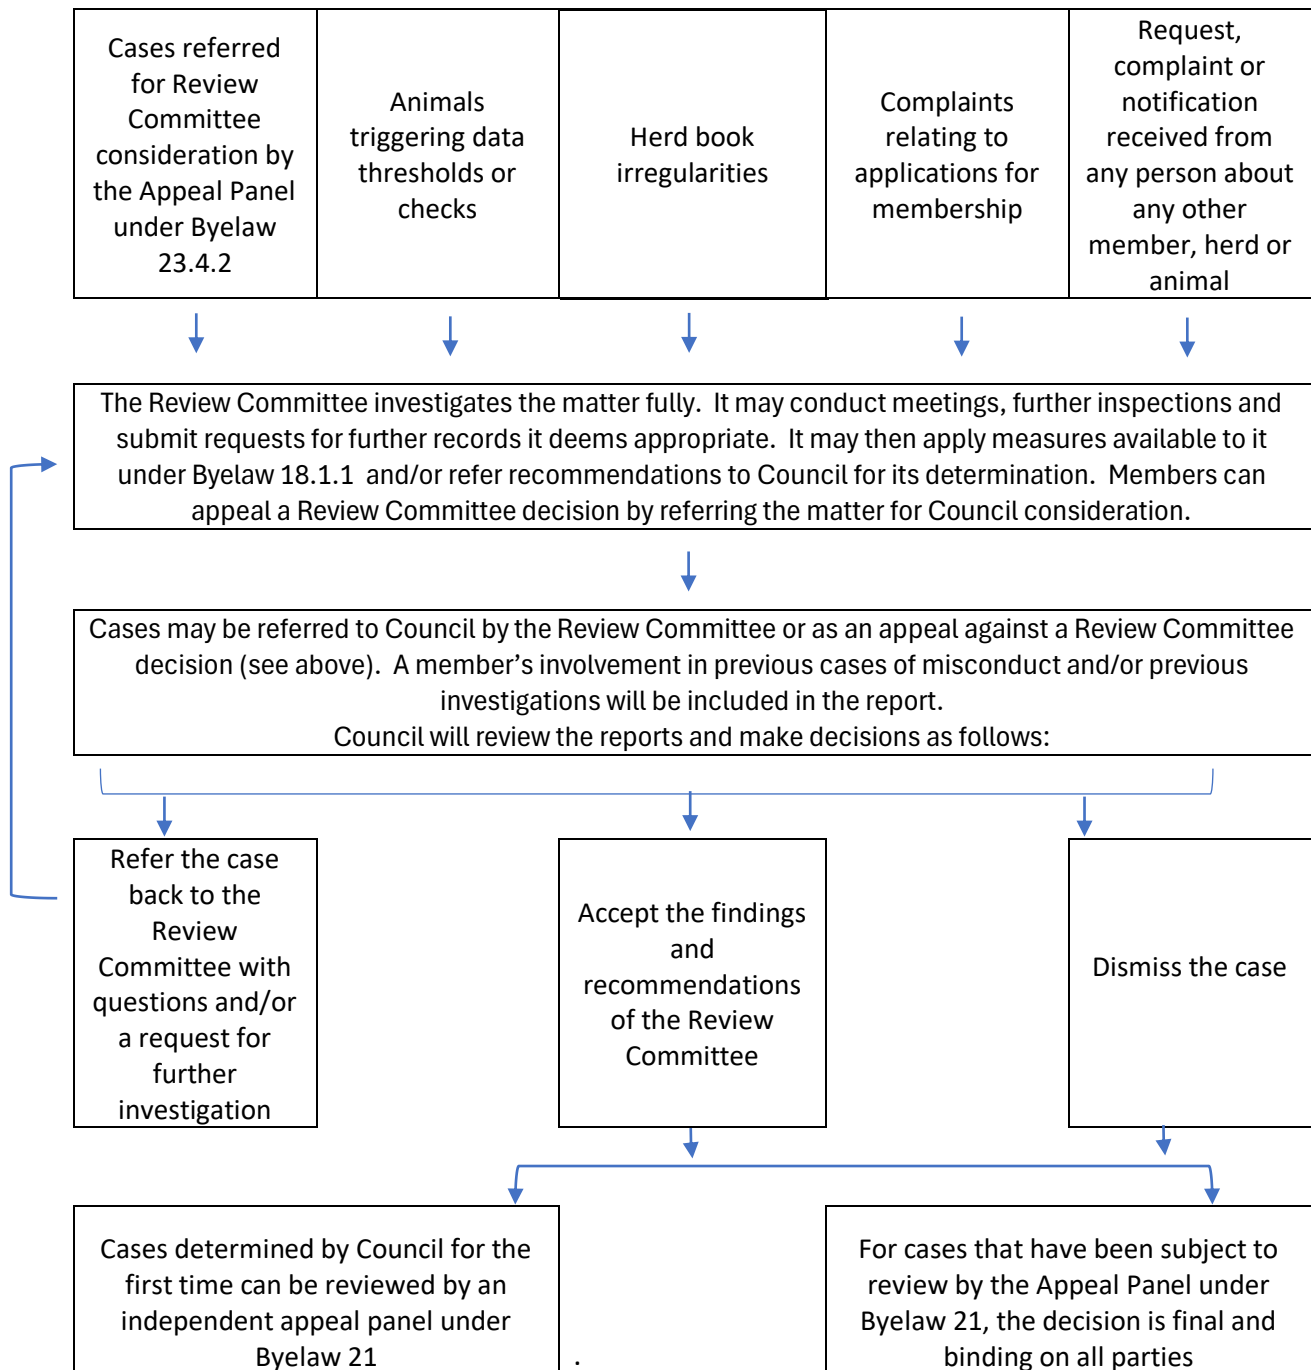 Cases referred
for Review
Committee
consideration by
the Appeal Panel
under Byelaw
23.4.2
Animals
triggering data
thresholds or
checks
Herd book
irregularities
Complaints
relating to
applications for
membership
Request,
complaint or
notification
received from
any person about
any other
member, herd or
animal
The Review Committee investigates the matter fully.  It may conduct meetings, further inspections and
submit requests for further records it deems appropriate.  It may then apply measures available to it
under Byelaw 18.1.1  and/or refer recommendations to Council for its determination.  Members can
appeal a Review Committee decision by referring the matter for Council consideration.
Cases may be referred to Council by the Review Committee or as an appeal against a Review Committee
decision (see above).  A member’s involvement in previous cases of misconduct and/or previous
investigations will be included in the report.
Council will review the reports and make decisions as follows:
Refer the case
back to the
Review
Committee with
questions and/or
a request for
further
investigation
Accept the findings
and
recommendations
of the Review
Committee
Dismiss the case
Cases determined by Council for the
first time can be reviewed by an
independent appeal panel under
Byelaw 21
.
For cases that have been subject to
review by the Appeal Panel under
Byelaw 21, the decision is final and
binding on all parties